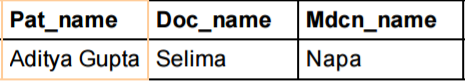 Pat_name Doc_name Mdcn_name
Aditya Gupta Selima Napa